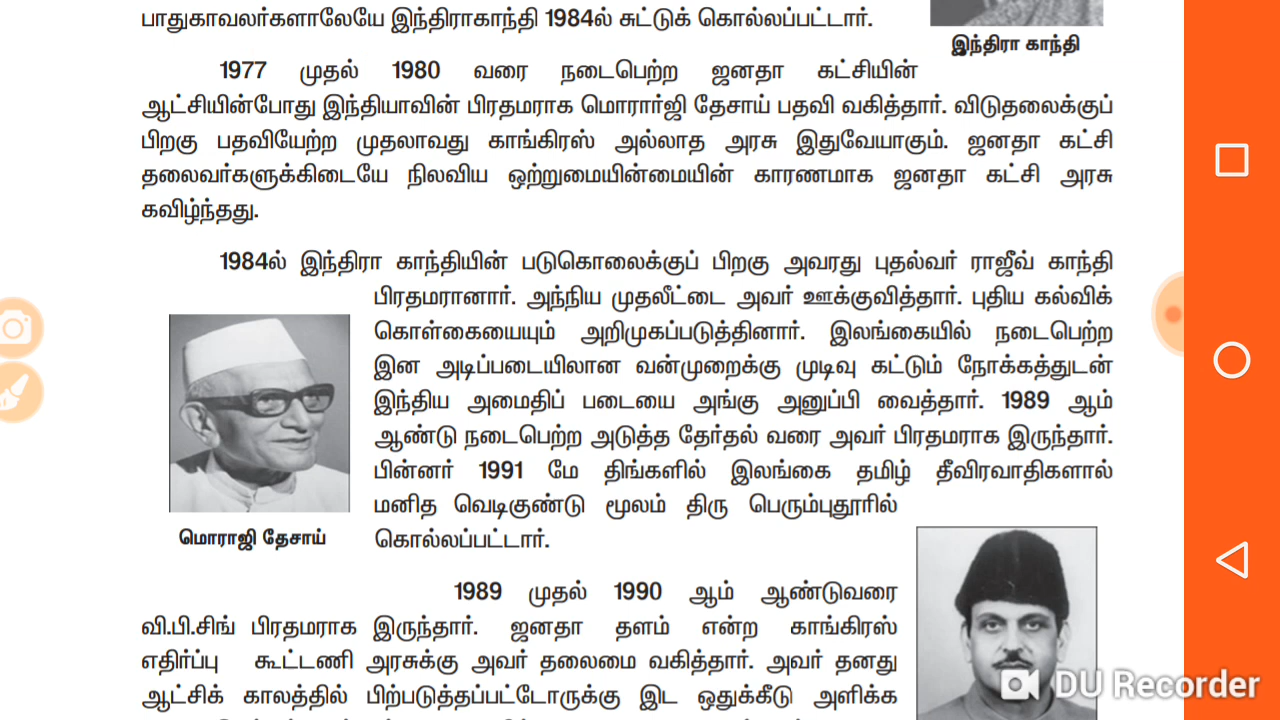 பாதுகாவலர்களாலேயே இந்திராகாந்தி 1984ல் சுட்டுக் கொல்லப்பட்டார்.
இந்திரா காந்தி
1977 முதல் 1980 வரை நடைபெற்ற ஜனதா கட்சியின்
ஆட்சியின்போது இந்தியாவின் பிரதமராக மொரார்ஜி தேசாய் பதவி வகித்தார். விடுதலைக்குப்
பிறகு பதவியேற்ற முதலாவது காங்கிரஸ் அல்லாத அரசு இதுவேயாகும். ஜனதா கட்சி
தலைவர்களுக்கிடையே நிலவிய ஒற்றுமையின்மையின் காரணமாக ஜனதா கட்சி அரசு
கவிழ்ந்தது.
1984ல் இந்திரா காந்தியின் படுகொலைக்குப் பிறகு அவரது புதல்வர் ராஜீவ் காந்தி
பிரதமரானார். அந்நிய முதலீட்டை அவர் ஊக்குவித்தார். புதிய கல்விக்
கொள்கையையும் அறிமுகப்படுத்தினார். இலங்கையில் நடைபெற்ற
இன அடிப்படையிலான வன்முறைக்கு முடிவு கட்டும் நோக்கத்துடன்
இந்திய அமைதிப் படையை அங்கு அனுப்பி வைத்தார். 1989 ஆம்
ஆண்டு நடைபெற்ற அடுத்த தேர்தல் வரை அவர் பிரதமராக இருந்தார்.
பின்னர் 1991 மே திங்களில் இலங்கை தமிழ் தீவிரவாதிகளால்
மனித வெடிகுண்டு மூலம் திரு பெரும்புதூரில்
கொல்லப்பட்டார்.
மொராஜி தேசாய்
1989 முதல் 1990 ஆம் ஆண்டுவரை
வி.பி.சிங் பிரதமராக இருந்தார். ஜனதா தளம் என்ற காங்கிரஸ்
எதிர்ப்பு கூட்டணி அரசுக்கு அவர் தலைமை வகித்தார். அவர் தனது
ஆட்சிக் காலத்தில் பிற்படுத்தப்பட்டோருக்கு இட ஒதுக்கீடு அளிக்க
DU Recorder